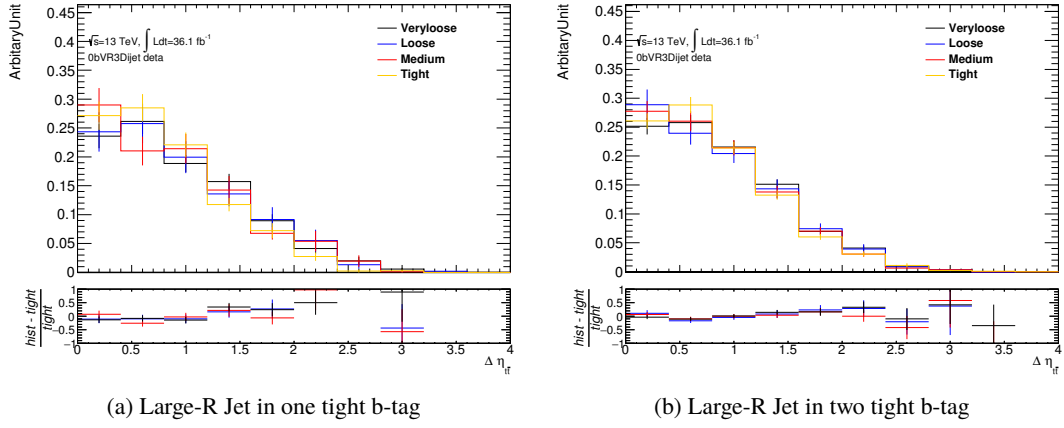 ArbitaryUnit
0.45
0.4
0.35
0.3
0.25
0.2
0.15
0.1
0.05
0
√s=13 TeV, ∫ Ldt=36.1 fb⁻¹
0bVR3Dijet deta
Veryloose
Loose
Medium
Tight
hist - tight
tight
1
0.5
0
−0.5
−1
0 0.5 1 1.5 2 2.5 3 3.5 4
Δ η_tt̄
(a) Large-R Jet in one tight b-tag
ArbitaryUnit
0.45
0.4
0.35
0.3
0.25
0.2
0.15
0.1
0.05
0
√s=13 TeV, ∫ Ldt=36.1 fb⁻¹
0bVR3Dijet deta
Veryloose
Loose
Medium
Tight
hist - tight
tight
1
0.5
0
−0.5
−1
0 0.5 1 1.5 2 2.5 3 3.5 4
Δ η_tt̄
(b) Large-R Jet in two tight b-tag